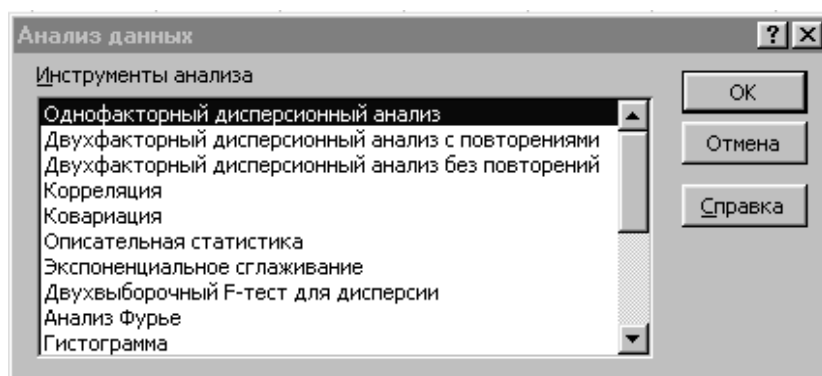 Анализ данных
Инструменты анализа
Однофакторный дисперсионный анализ
Двухфакторный дисперсионный анализ с повторениями
Двухфакторный дисперсионный анализ без повторений
Корреляция
Ковариация
Описательная статистика
Экспоненциальное сглаживание
Двухвыборочный F-тест для дисперсии
Анализ Фурье
Гистограмма
OK
Отмена
Справка